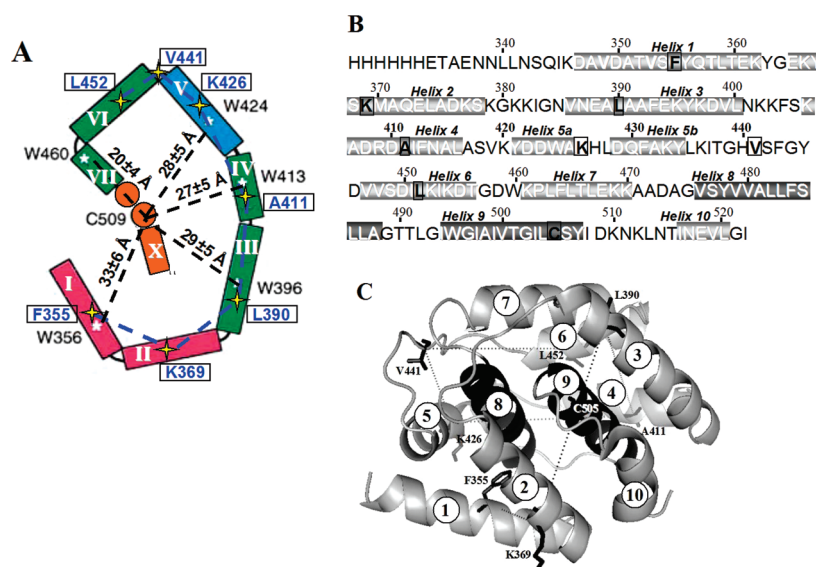 A
V441
L452
V
K426
VI
W424
W460
VII
20±4 Å
28±5 Å
IV
W413
27±5 Å
A411
C509
X
29±5 Å
III
33±6 Å
I
W396
F355
L390
W356
II
K369
B
340 350 Helix 1 360
HHHHHHETAENNLLNSQIKDAVDATVSFYQTLTEKYGEKY
370 Helix 2 380 390 Helix 3 400
SKMAQELADKSKGKKIGNVNEALAAFEKYKDVLNKKFSK
410 Helix 4 420 Helix 5a 430 Helix 5b 440
ADRDAIFNALASVKYDDWAKHLDQFAKYLKITGHVSFGY
450 Helix 6 460 Helix 7 470 Helix 8 480
DVVSDLKIKDTGDWKPLFLTLEKKAADAGVSYVVALLFS
490 Helix 9 500 510 Helix 10 520
LLAGTTLGWGIAIVTGILCSYIDKNKLNTINEVLGI
C
7
L390
6
3
L452
V441
9
4
8
C505
5
A411
K426
F355
2
10
1
K369